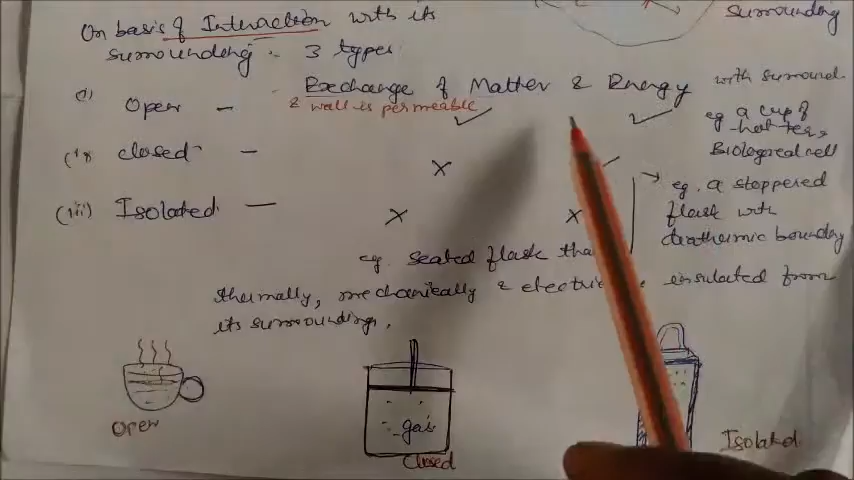 On basis of Interaction with its
surrounding - 3 types
surrounding
Exchange of Matter & Energy with surround
(i) Open -
& wall is permeable ✓ ✓
eg a cup of
hot tea,
Biological cell
(ii) closed - X
(iii) Isolated - X X
→ eg. a stoppered
flask with
diathermic boundary
eg. sealed flask tha
thermally, mechanically & electric insulated from
its surroundings.
Open
gas
Closed
Isolated